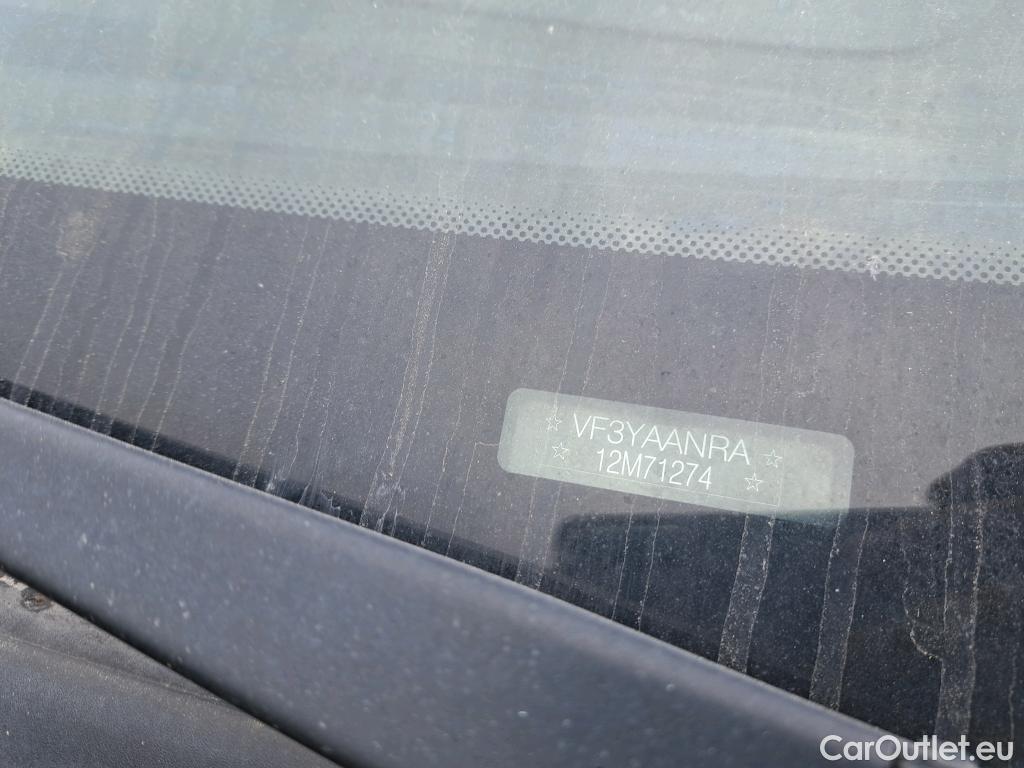 ☆ VF3YAANRA ☆
☆ 12M71274 ☆
CarOutlet.eu